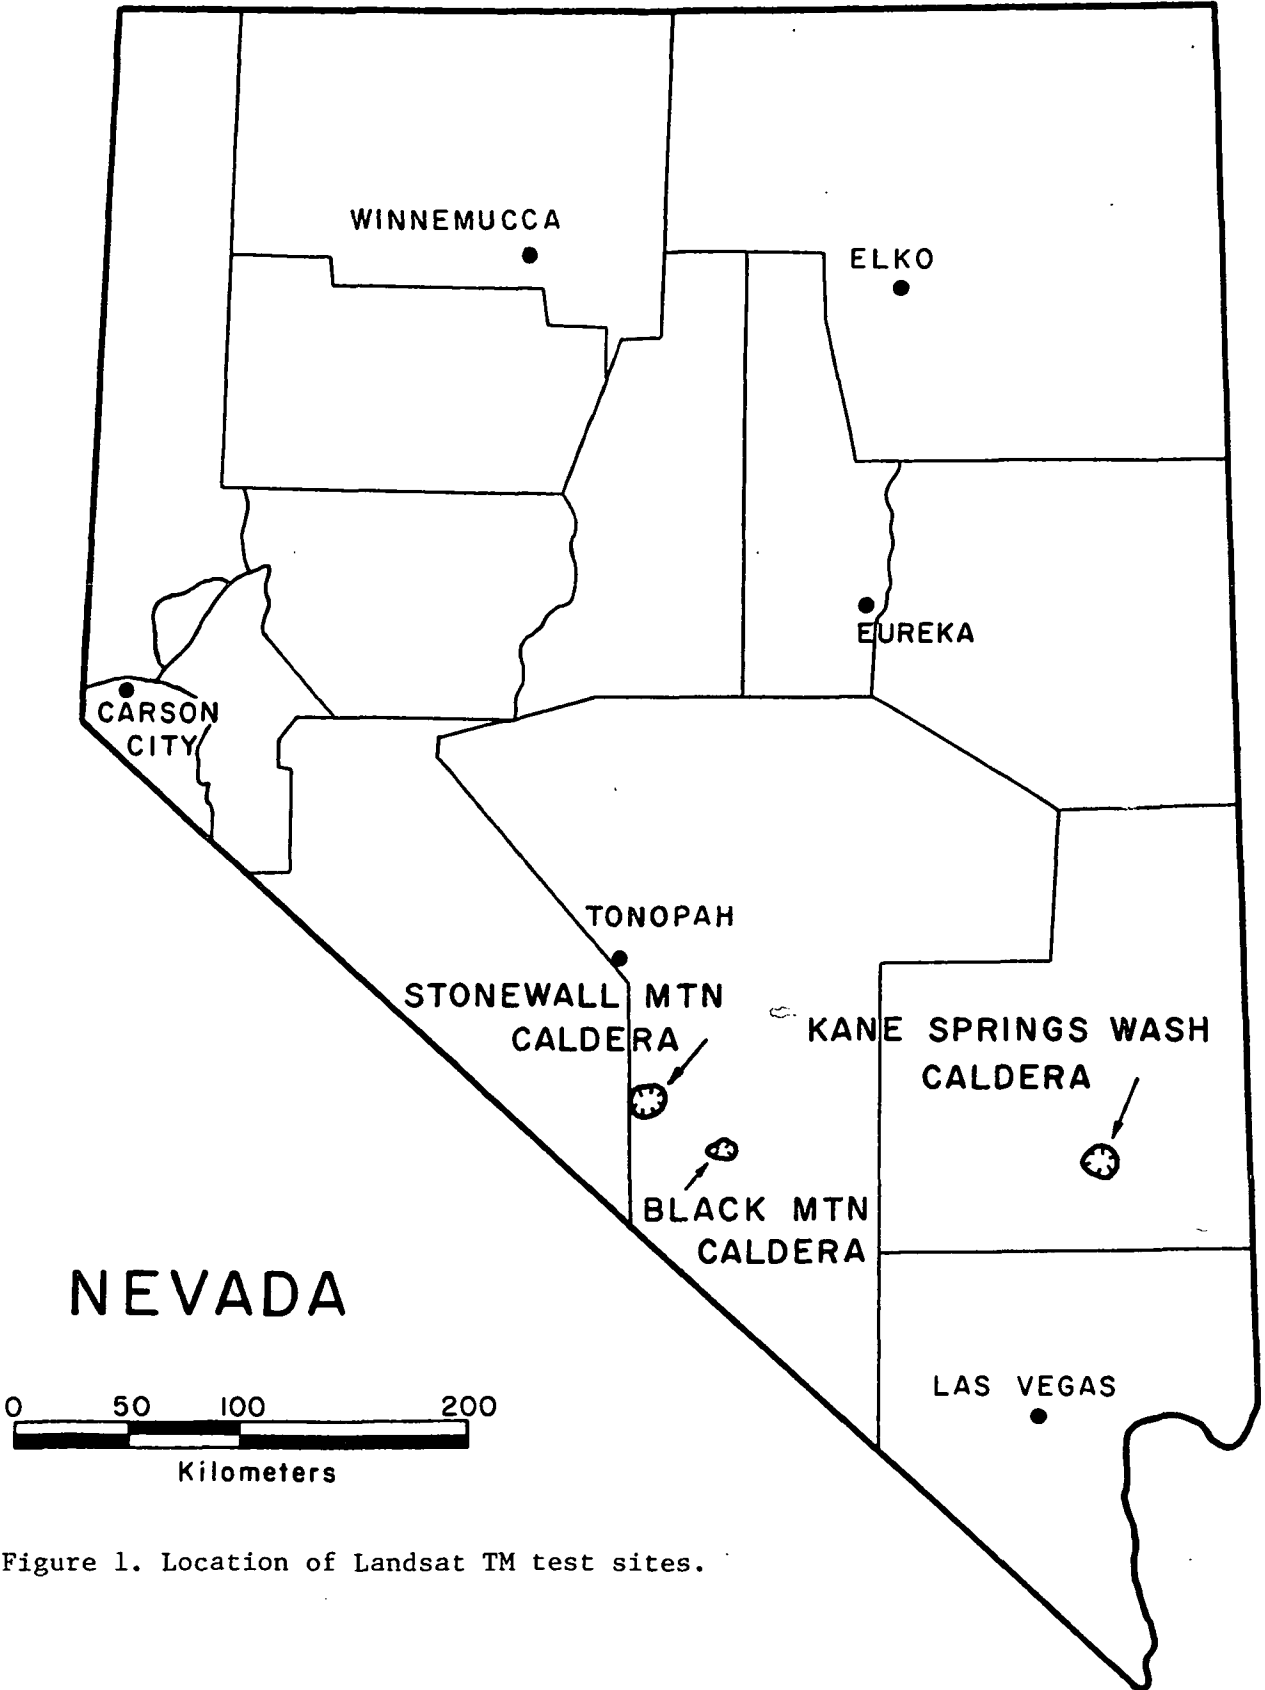 WINNEMUCCA
ELKO
EUREKA
CARSON
CITY
TONOPAH
STONEWALL MTN
CALDERA
KANE SPRINGS WASH
CALDERA
BLACK MTN
CALDERA
NEVADA
LAS VEGAS
0 50 100 200
Kilometers
Figure 1. Location of Landsat TM test sites.